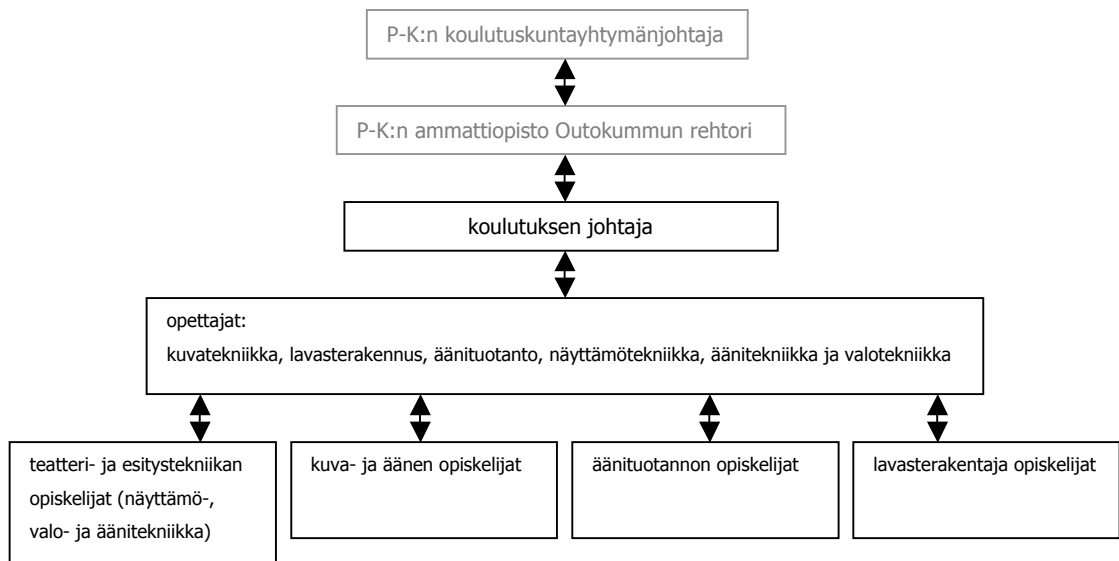 P-K:n koulutuskuntayhtymänjohtaja
P-K:n ammattiopisto Outokummun rehtori
koulutuksen johtaja
opettajat:
kuvatekniikka, lavasterakennus, äänituotanto, näyttämötekniikka, äänitekniikka ja valotekniikka
teatteri- ja esitystekniikan
opiskelijat (näyttämö-,
valo- ja äänitekniikka)
kuva- ja äänen opiskelijat
äänituotannon opiskelijat
lavasterakentaja opiskelijat